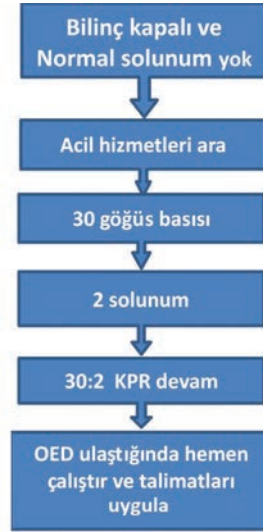 Bilinç kapalı ve
Normal solunum yok
Acil hizmetleri ara
30 göğüs basısı
2 solunum
30:2 KPR devam
OED ulaştığında hemen
çalıştır ve talimatları
uygula